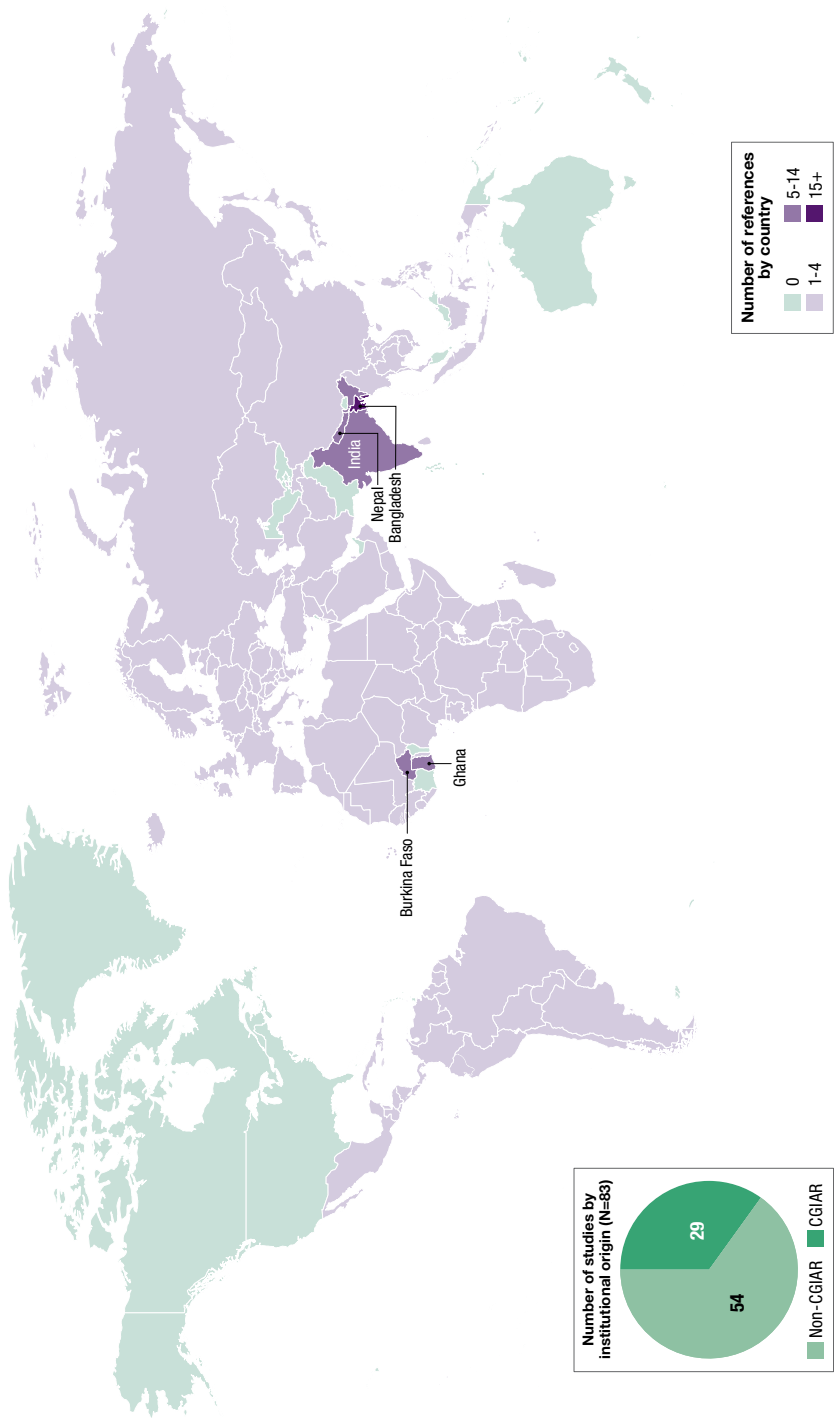 Burkina Faso
Ghana
Nepal
Bangladesh
India
Number of studies by
institutional origin (N=83)
54
29
Non-CGIAR
CGIAR
Number of references
by country
0
5-14
1-4
15+